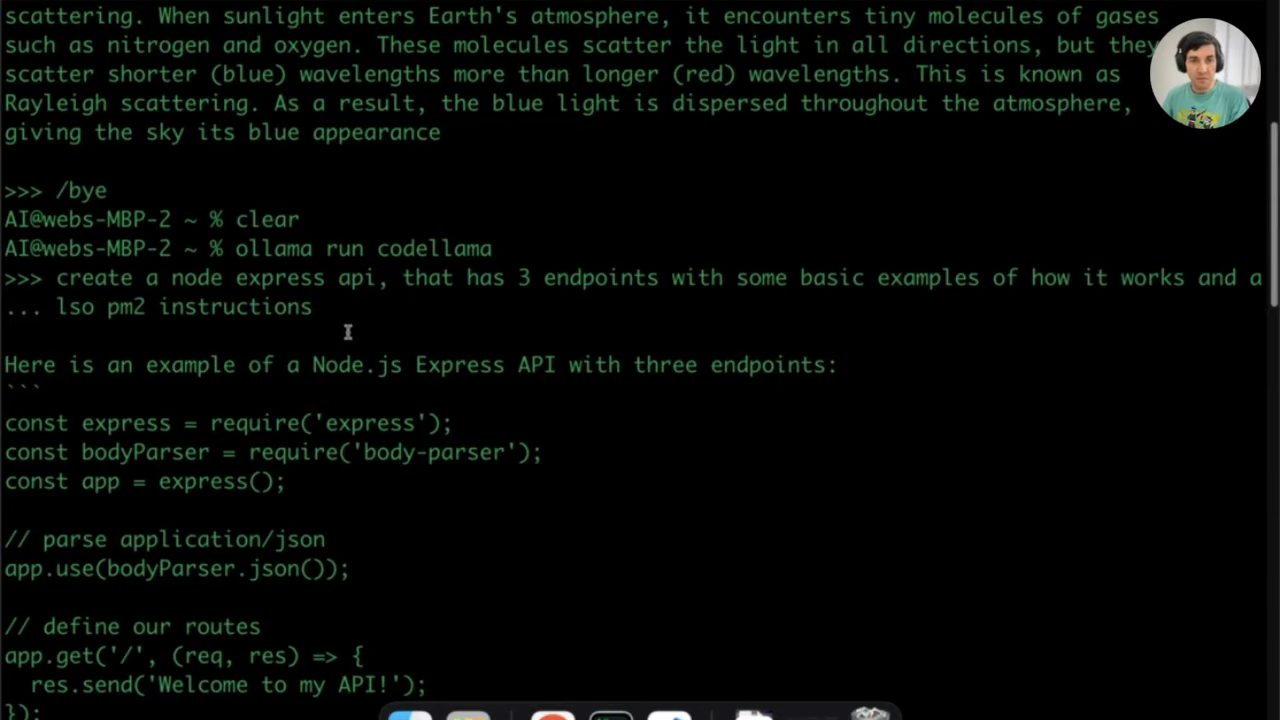 scattering. When sunlight enters Earth's atmosphere, it encounters tiny molecules of gases
such as nitrogen and oxygen. These molecules scatter the light in all directions, but they
scatter shorter (blue) wavelengths more than longer (red) wavelengths. This is known as
Rayleigh scattering. As a result, the blue light is dispersed throughout the atmosphere,
giving the sky its blue appearance
>>> /bye
AI@webs-MBP-2 ~ % clear
AI@webs-MBP-2 ~ % ollama run codellama
>>> create a node express api, that has 3 endpoints with some basic examples of how it works and a
... lso pm2 instructions
Here is an example of a Node.js Express API with three endpoints:
```
const express = require('express');
const bodyParser = require('body-parser');
const app = express();
// parse application/json
app.use(bodyParser.json());
// define our routes
app.get('/', (req, res) => {
  res.send('Welcome to my API!');
});